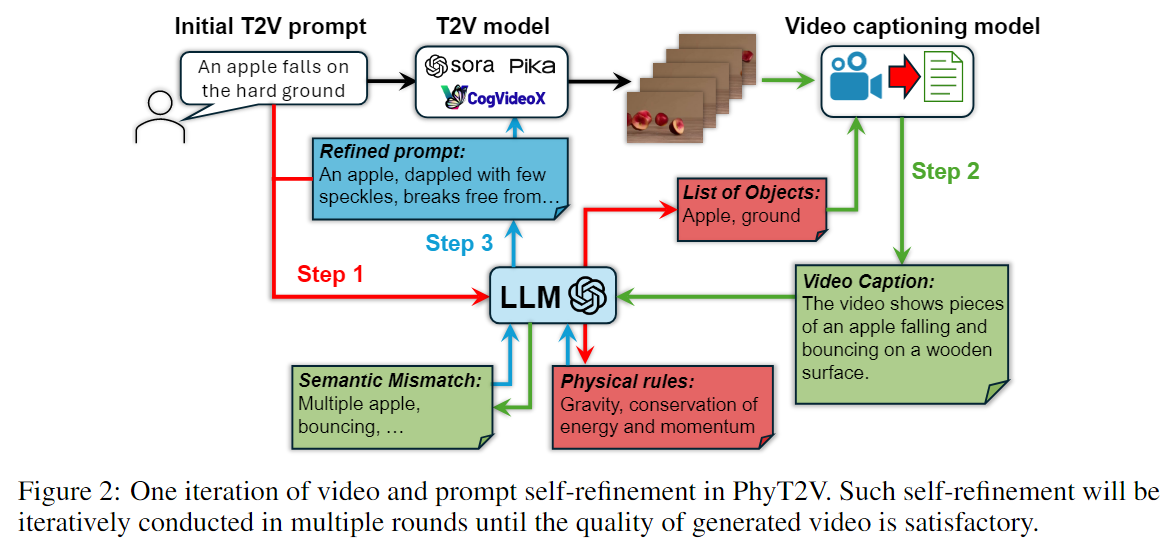 Initial T2V prompt
T2V model
Video captioning model
An apple falls on
the hard ground
sora Pika
CogVideoX
Refined prompt:
An apple, dappled with few
speckles, breaks free from…
List of Objects:
Apple, ground
Step 2
Step 3
Step 1
LLM
Video Caption:
The video shows pieces
of an apple falling and
bouncing on a wooden
surface.
Semantic Mismatch:
Multiple apple,
bouncing, …
Physical rules:
Gravity, conservation of
energy and momentum
Figure 2: One iteration of video and prompt self-refinement in PhyT2V. Such self-refinement will be
iteratively conducted in multiple rounds until the quality of generated video is satisfactory.